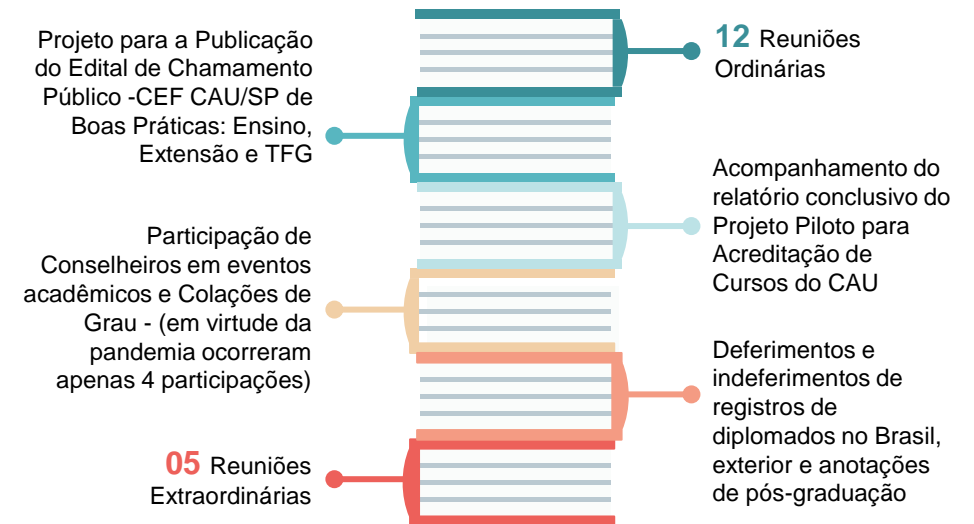 12 Reuniões
Ordinárias
Projeto para a Publicação
do Edital de Chamamento
Público -CEF CAU/SP de
Boas Práticas: Ensino,
Extensão e TFG
Acompanhamento do
relatório conclusivo do
Projeto Piloto para
Acreditação de
Cursos do CAU
Participação de
Conselheiros em eventos
acadêmicos e Colações de
Grau - (em virtude da
pandemia ocorreram
apenas 4 participações)
Deferimentos e
indeferimentos de
registros de
diplomados no Brasil,
exterior e anotações
de pós-graduação
05 Reuniões
Extraordinárias